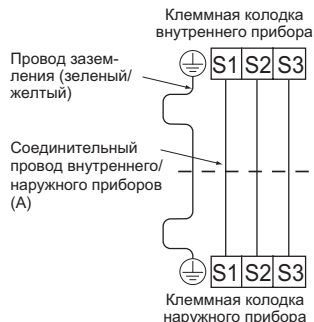 Клеммная колодка
внутреннего прибора
Провод зазем-
ления (зеленый/
желтый)
S1 S2 S3
Соединительный
провод внутреннего/
наружного приборов
(A)
S1 S2 S3
Клеммная колодка
наружного прибора